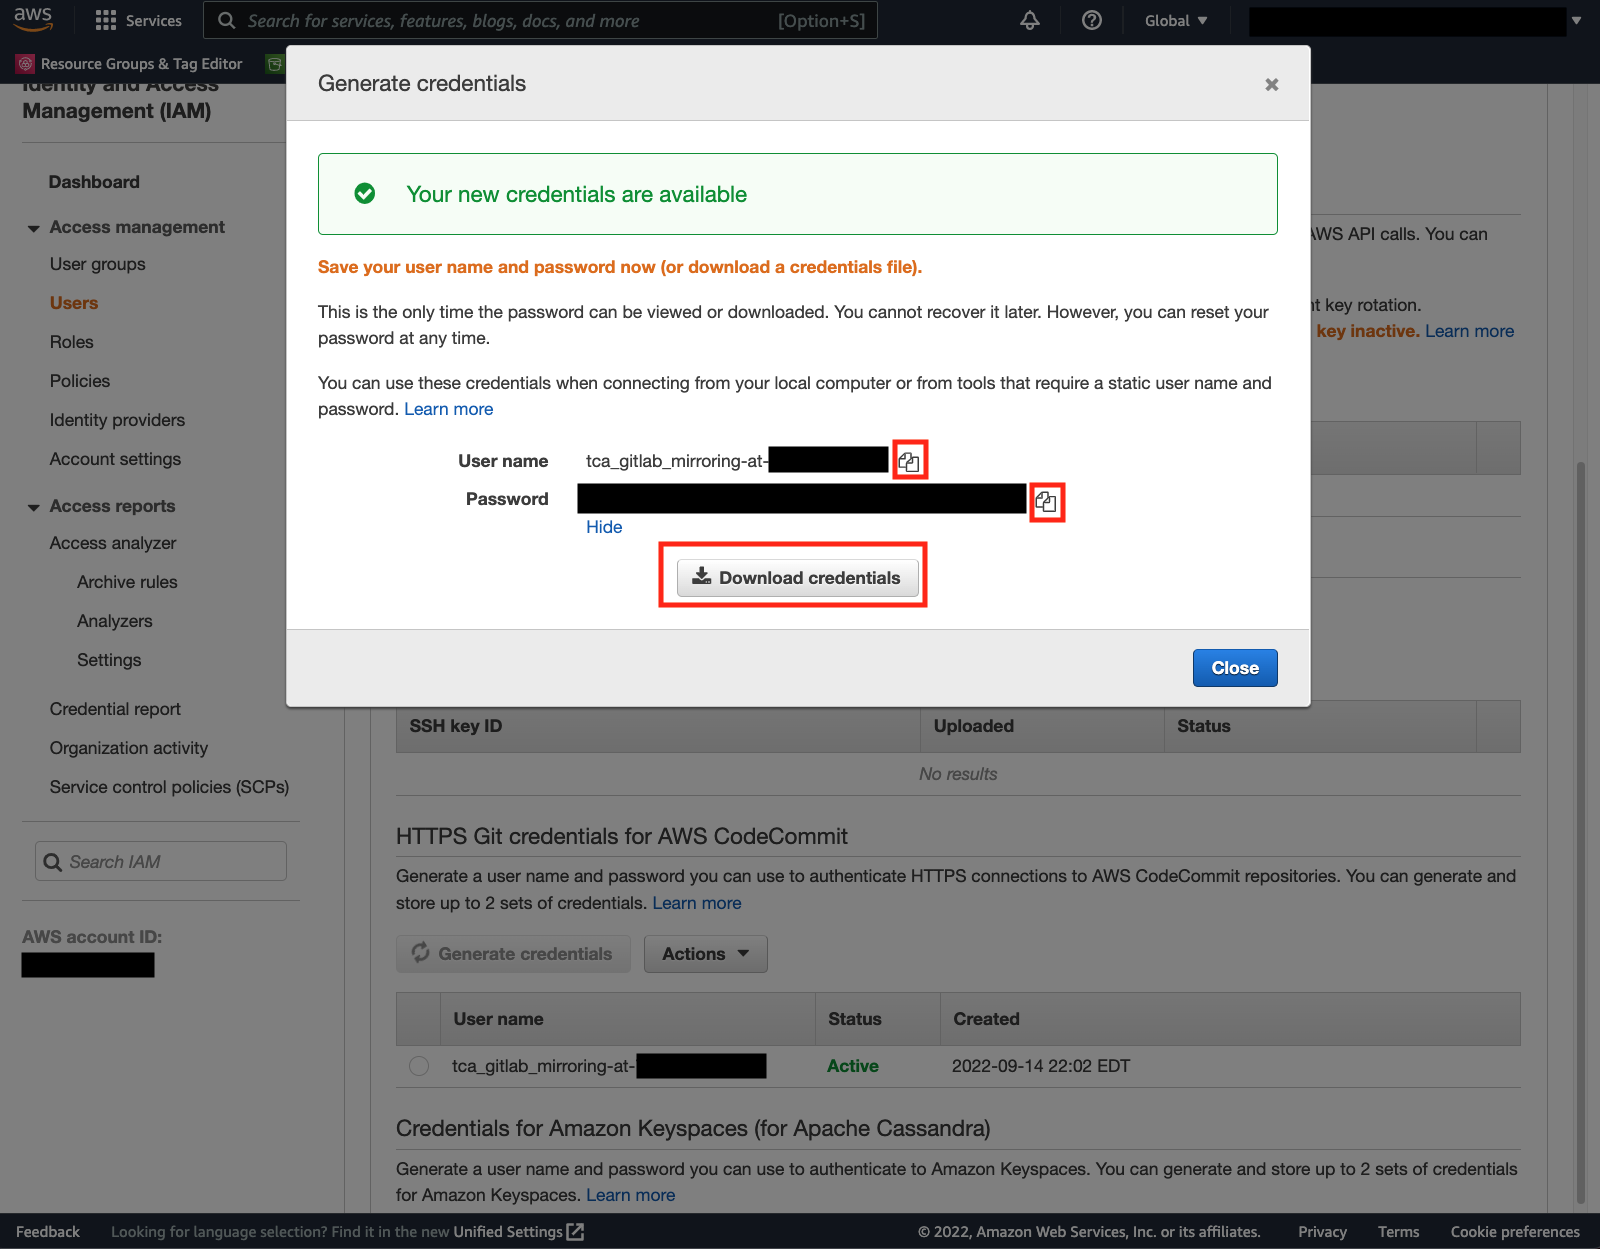 aws
Services
Search for services, features, blogs, docs, and more
[Option+S]
Global
Resource Groups & Tag Editor
Identity and Access
Management (IAM)
Dashboard
Access management
User groups
Users
Roles
Policies
Identity providers
Account settings
Access reports
Access analyzer
Archive rules
Analyzers
Settings
Credential report
Organization activity
Service control policies (SCPs)
Search IAM
AWS account ID:
Generate credentials
Your new credentials are available
Save your user name and password now (or download a credentials file).
This is the only time the password can be viewed or downloaded. You cannot recover it later. However, you can reset your
password at any time.
You can use these credentials when connecting from your local computer or from tools that require a static user name and
password. Learn more
User name tca_gitlab_mirroring-at-
Password
Hide
Download credentials
Close
AWS API calls. You can
key rotation.
key inactive. Learn more
SSH key ID Uploaded Status
No results
HTTPS Git credentials for AWS CodeCommit
Generate a user name and password you can use to authenticate HTTPS connections to AWS CodeCommit repositories. You can generate and
store up to 2 sets of credentials. Learn more
Generate credentials Actions
User name Status Created
tca_gitlab_mirroring-at- Active 2022-09-14 22:02 EDT
Credentials for Amazon Keyspaces (for Apache Cassandra)
Generate a user name and password you can use to authenticate to Amazon Keyspaces. You can generate and store up to 2 sets of credentials
for Amazon Keyspaces. Learn more
Feedback Looking for language selection? Find it in the new Unified Settings © 2022, Amazon Web Services, Inc. or its affiliates. Privacy Terms Cookie preferences